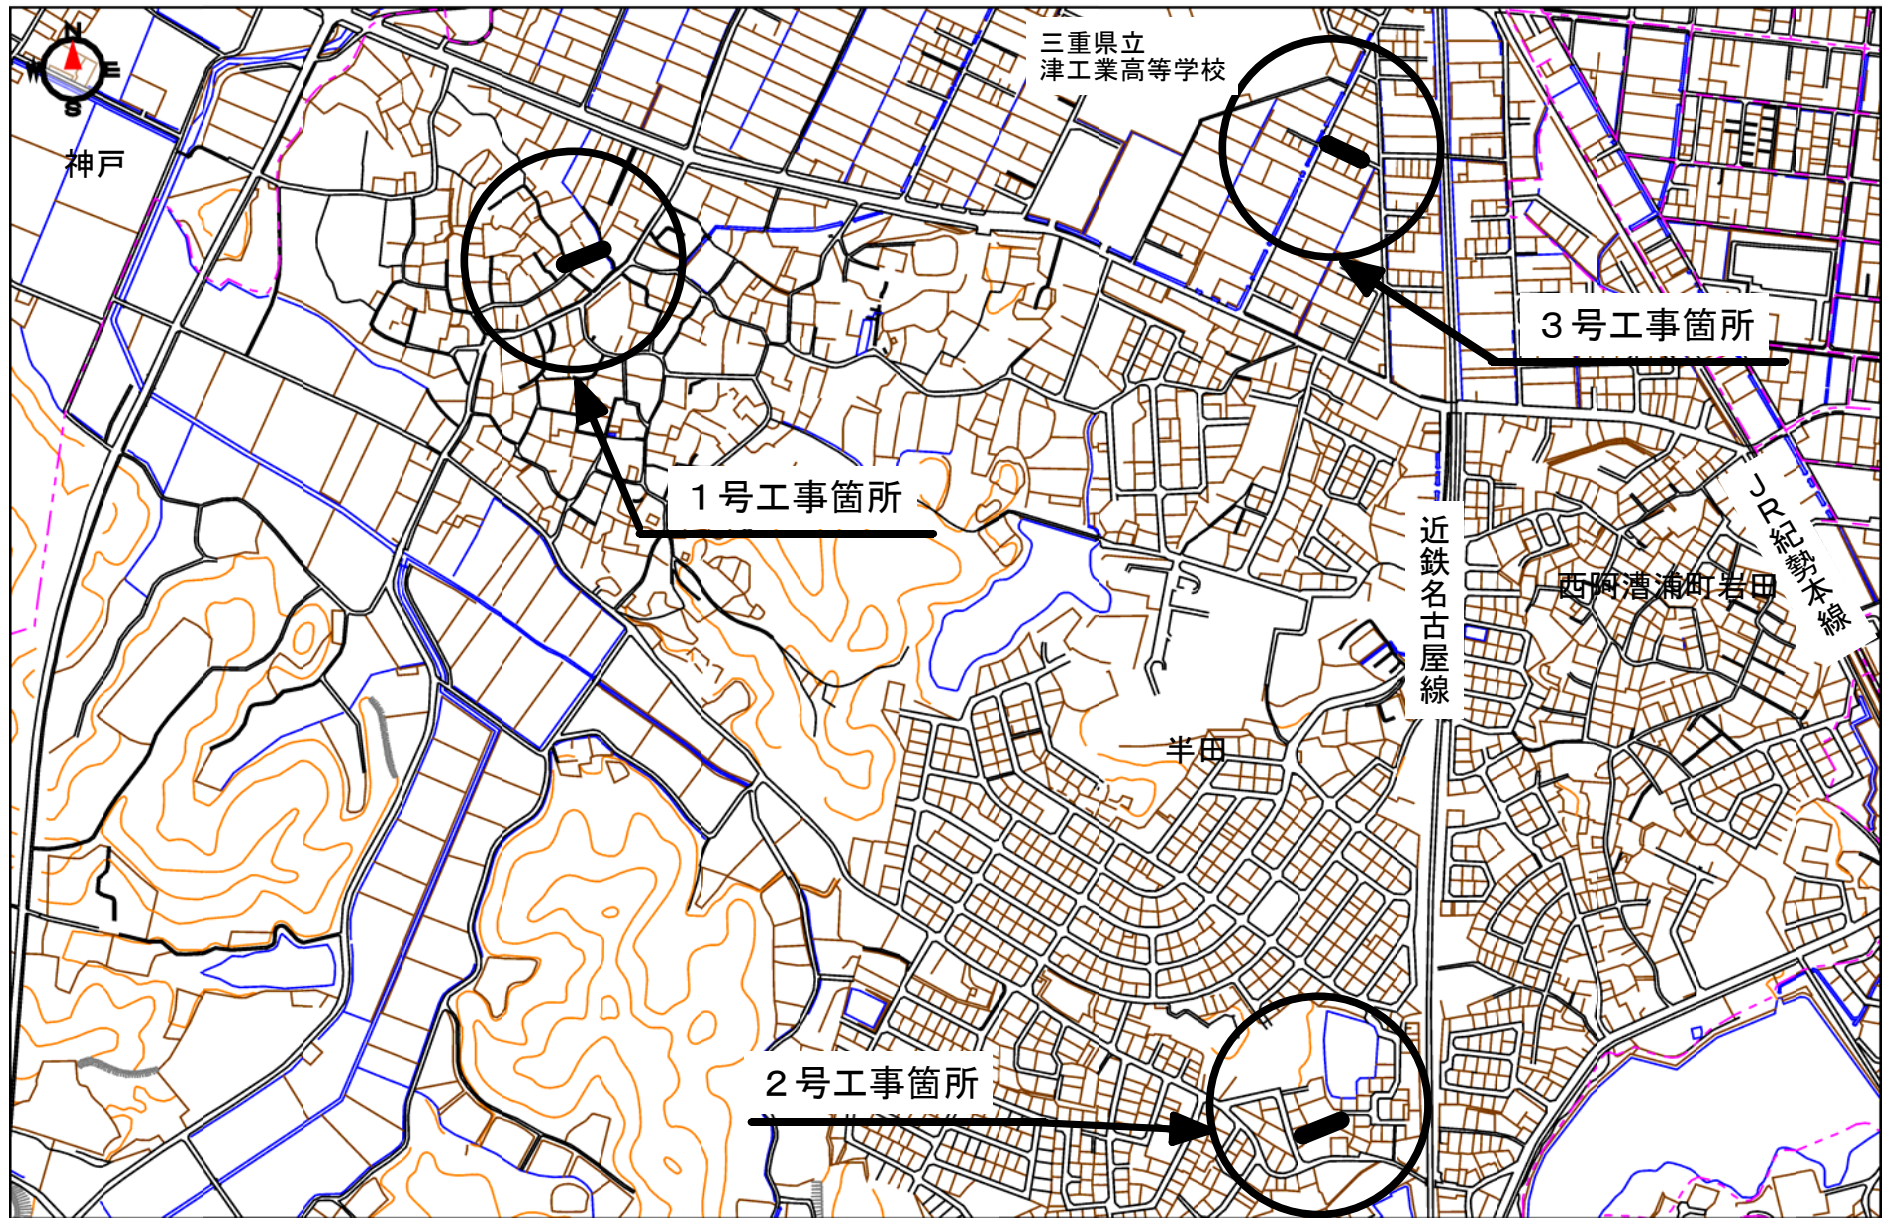 三重県立
津工業高等学校
N
W
E
S
神戸
3号工事箇所
1号工事箇所
近鉄名古屋線
JR紀勢本線
西阿漕浦町岩田
半田
2号工事箇所